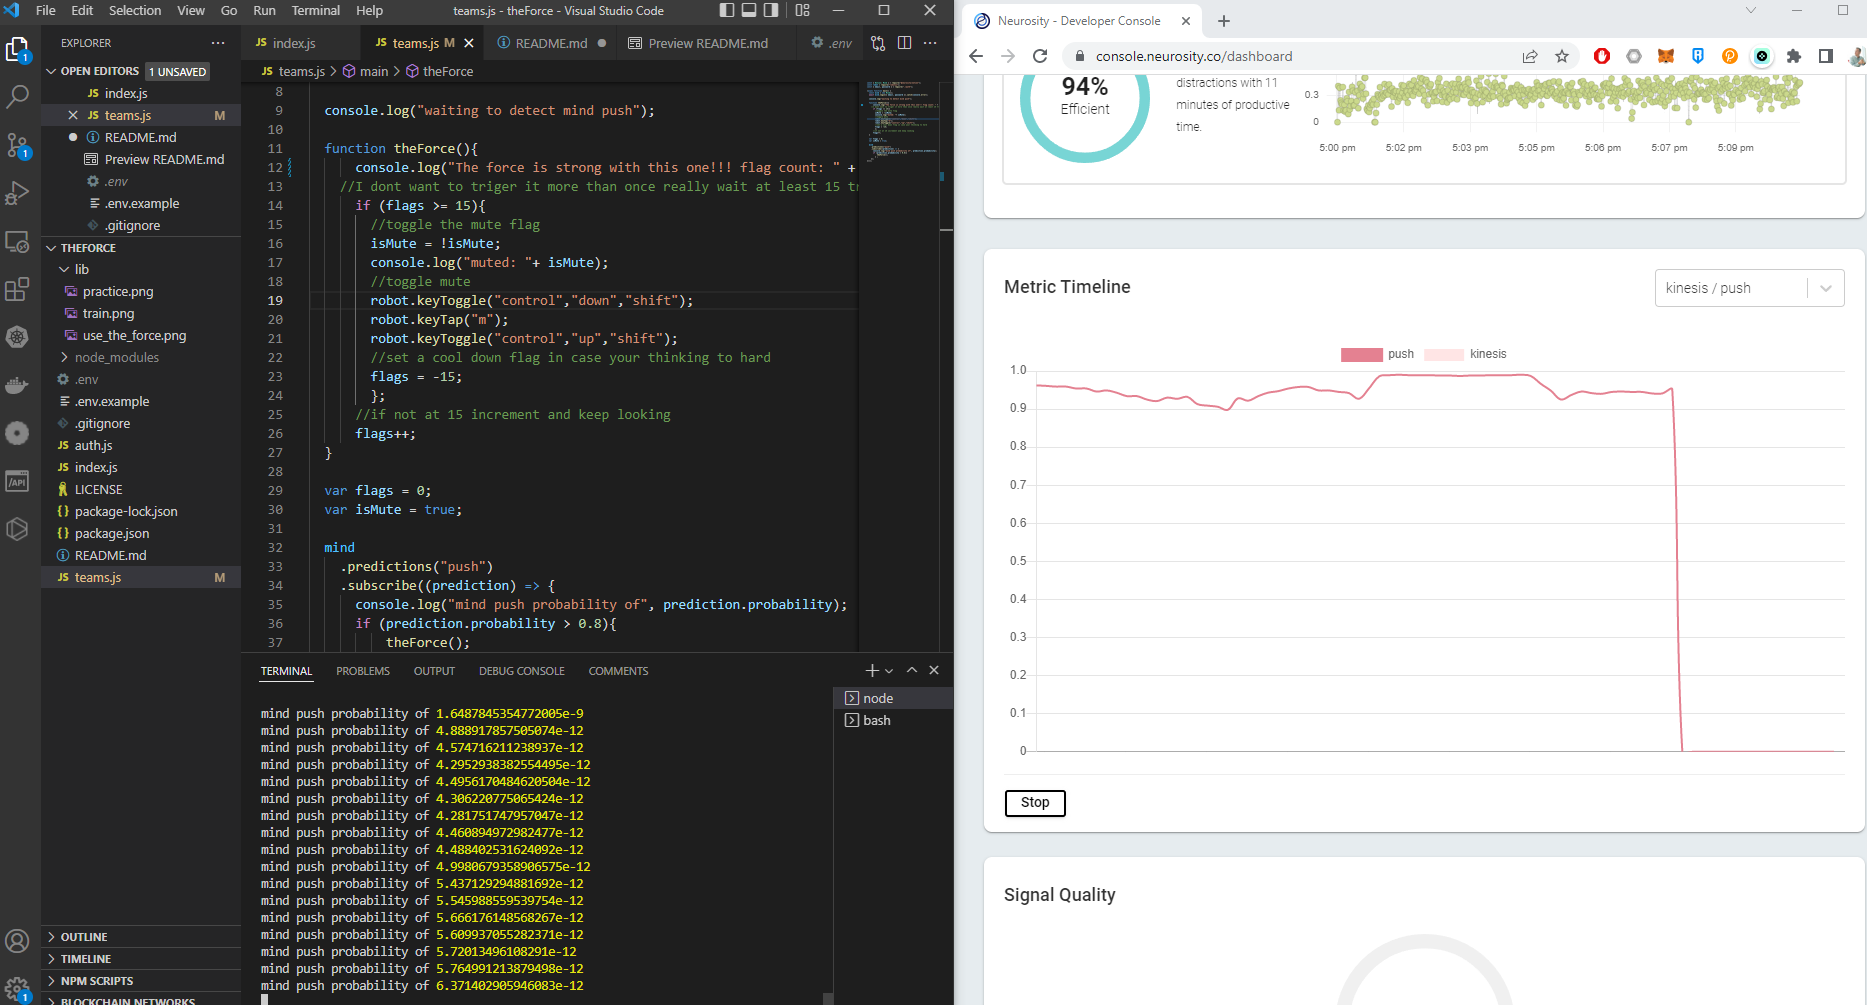 File Edit Selection View Go Run Terminal Help
teams.js - theForce - Visual Studio Code
EXPLORER
OPEN EDITORS 1 UNSAVED
JS index.js
JS teams.js M
README.md
Preview README.md
.env
.env.example
.gitignore
THEFORCE
lib
practice.png
train.png
use_the_force.png
node_modules
.env
.env.example
.gitignore
JS auth.js
JS index.js
LICENSE
{} package-lock.json
{} package.json
README.md
JS teams.js M
OUTLINE
TIMELINE
NPM SCRIPTS
BLOCKCHAIN NETWORKS
JS index.js JS teams.js M README.md Preview README.md .env
JS teams.js > main > theForce
8
9 console.log("waiting to detect mind push");
10
11 function theForce(){
12 console.log("The force is strong with this one!!! flag count: " +
13 //I dont want to triger it more than once really wait at least 15 tr
14 if (flags >= 15){
15 //toggle the mute flag
16 isMute = !isMute;
17 console.log("muted: "+ isMute);
18 //toggle mute
19 robot.keyToggle("control","down","shift");
20 robot.keyTap("m");
21 robot.keyToggle("control","up","shift");
22 //set a cool down flag in case your thinking to hard
23 flags = -15;
24 };
25 //if not at 15 increment and keep looking
26 flags++;
27 }
28
29 var flags = 0;
30 var isMute = true;
31
32 mind
33 .predictions("push")
34 .subscribe((prediction) => {
35 console.log("mind push probability of", prediction.probability);
36 if (prediction.probability > 0.8){
37 theForce();
TERMINAL PROBLEMS OUTPUT DEBUG CONSOLE COMMENTS
node
bash
mind push probability of 1.6487845354772005e-9
mind push probability of 4.888917857505074e-12
mind push probability of 4.574716211238937e-12
mind push probability of 4.2952938382554495e-12
mind push probability of 4.4956170484620504e-12
mind push probability of 4.306220775065424e-12
mind push probability of 4.281751747957047e-12
mind push probability of 4.460894972982477e-12
mind push probability of 4.488402531624092e-12
mind push probability of 4.9980679358906575e-12
mind push probability of 5.437129294881692e-12
mind push probability of 5.545988559539754e-12
mind push probability of 5.666176148568267e-12
mind push probability of 5.609937055282371e-12
mind push probability of 5.72013496108291e-12
mind push probability of 5.764991213879498e-12
mind push probability of 6.371402905946083e-12
Neurosity - Developer Console
console.neurosity.co/dashboard
94%
Efficient
distractions with 11
minutes of productive
time.
0.3
0
5:00 pm 5:02 pm 5:03 pm 5:05 pm 5:06 pm 5:07 pm 5:09 pm
Metric Timeline
kinesis / push
push kinesis
1.0
0.9
0.8
0.7
0.6
0.5
0.4
0.3
0.2
0.1
0
Stop
Signal Quality